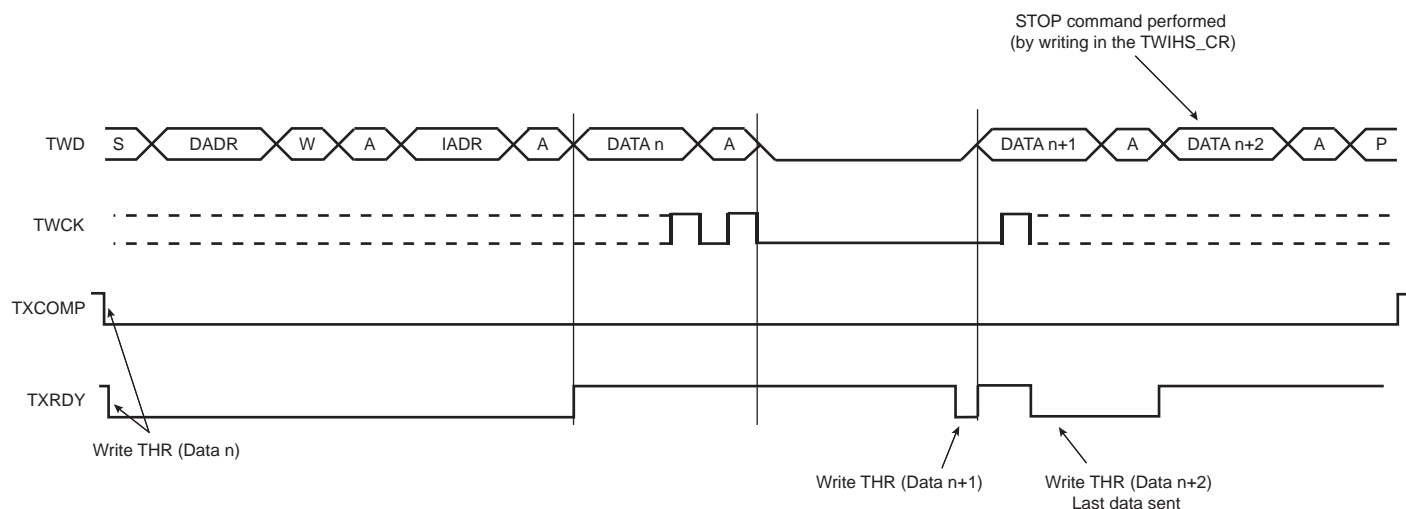 STOP command performed
(by writing in the TWIHS_CR)
TWD S DADR W A IADR A DATA n A DATA n+1 A DATA n+2 A P
TWCK
TXCOMP
TXRDY
Write THR (Data n)
Write THR (Data n+1)
Write THR (Data n+2)
Last data sent